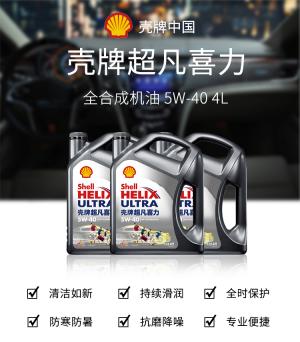 壳牌中国
壳牌超凡喜力
全合成机油 5W-40 4L
Shell
HELIX
ULTRA
壳牌超凡喜力
5W-40
Shell
HELIX
ULTRA
壳牌超凡喜力
5W-40
清洁如新 持续滑润 全时保护
防寒防暑 抗磨降噪 专业便捷